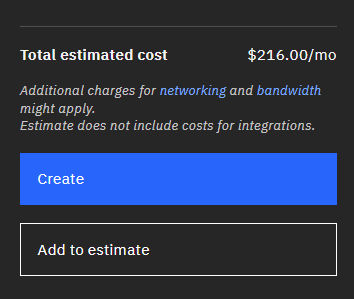 Total estimated cost $216.00/mo
Additional charges for networking and bandwidth
might apply.
Estimate does not include costs for integrations.
Create
Add to estimate